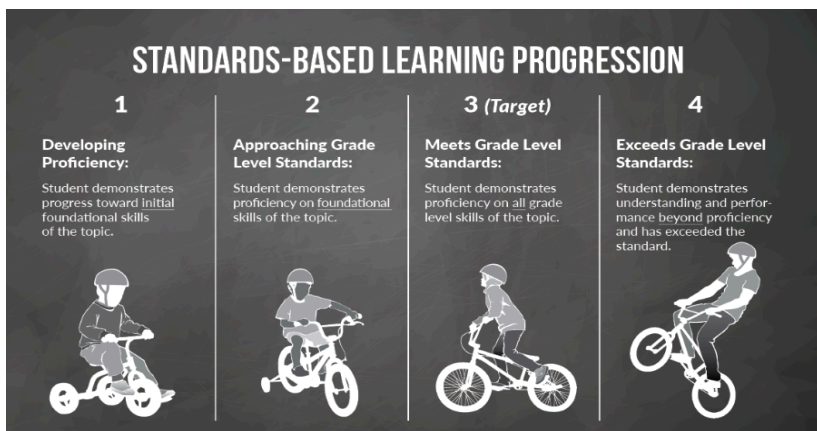 STANDARDS-BASED LEARNING PROGRESSION
1
Developing
Proficiency:
Student demonstrates
progress toward initial
foundational skills
of the topic.
2
Approaching Grade
Level Standards:
Student demonstrates
proficiency on foundational
skills of the topic.
3 (Target)
Meets Grade Level
Standards:
Student demonstrates
proficiency on all grade
level skills of the topic.
4
Exceeds Grade Level
Standards:
Student demonstrates
understanding and perfor-
mance beyond proficiency
and has exceeded the
standard.